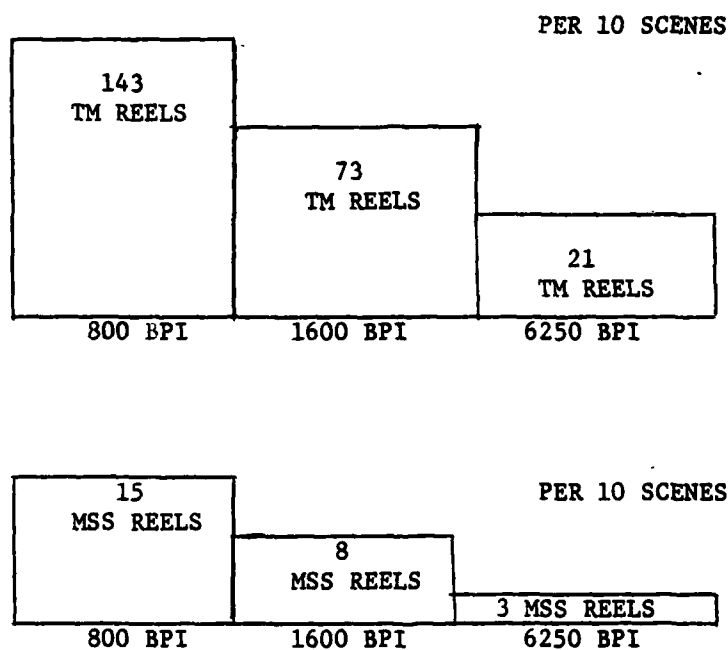 PER 10 SCENES
143
TM REELS
73
TM REELS
21
TM REELS
800 BPI 1600 BPI 6250 BPI
PER 10 SCENES
15
MSS REELS
8
MSS REELS
3 MSS REELS
800 BPI 1600 BPI 6250 BPI